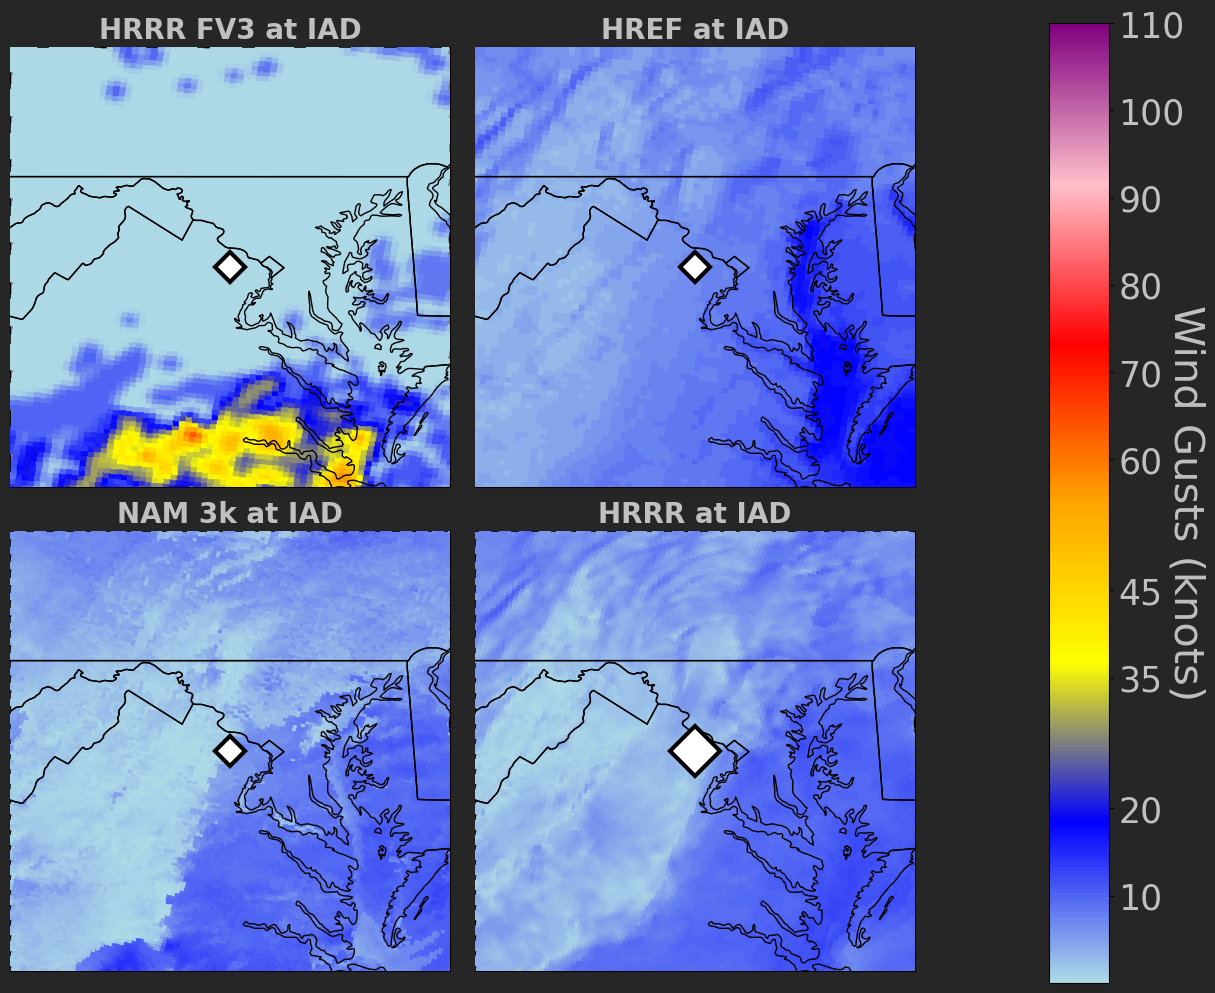 HRRR FV3 at IAD
HREF at IAD
NAM 3k at IAD
HRRR at IAD
110
100
90
80
70
60
45
35
20
10
Wind Gusts (knots)